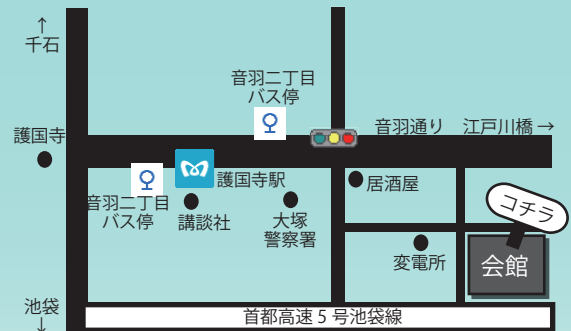 ↑
千石
音羽二丁目
バス停
護国寺
音羽通り
江戸川橋→
護国寺駅
居酒屋
音羽二丁目
バス停
講談社
大塚
警察署
コチラ
変電所
会館
池袋
↓
首都高速5号池袋線